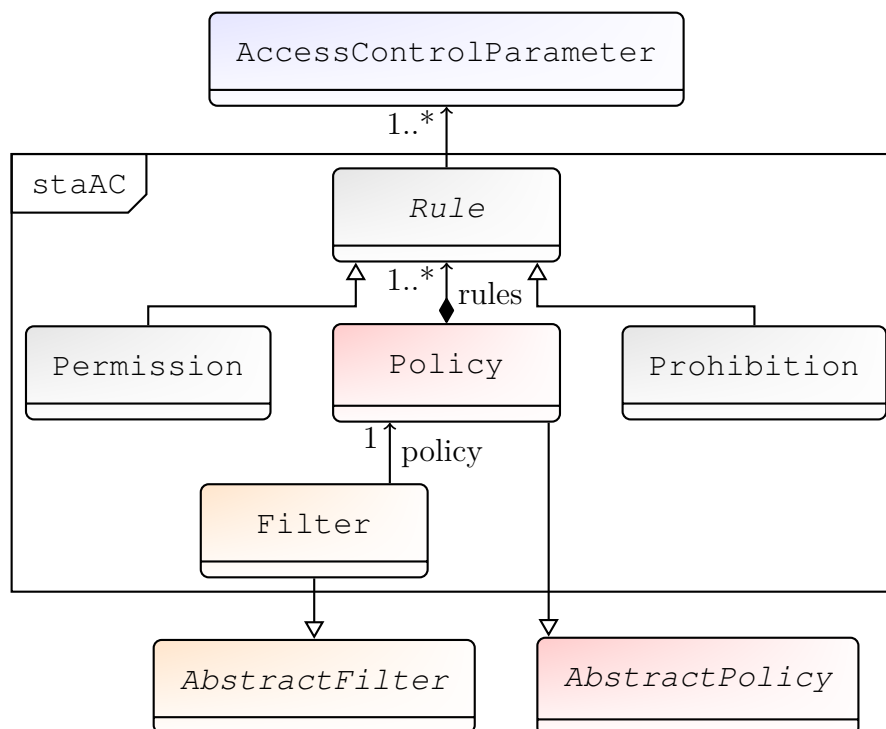 AccessControlParameter
1..*
staAC
Rule
1..*
rules
Permission
Policy
Prohibition
1
policy
Filter
AbstractFilter
AbstractPolicy